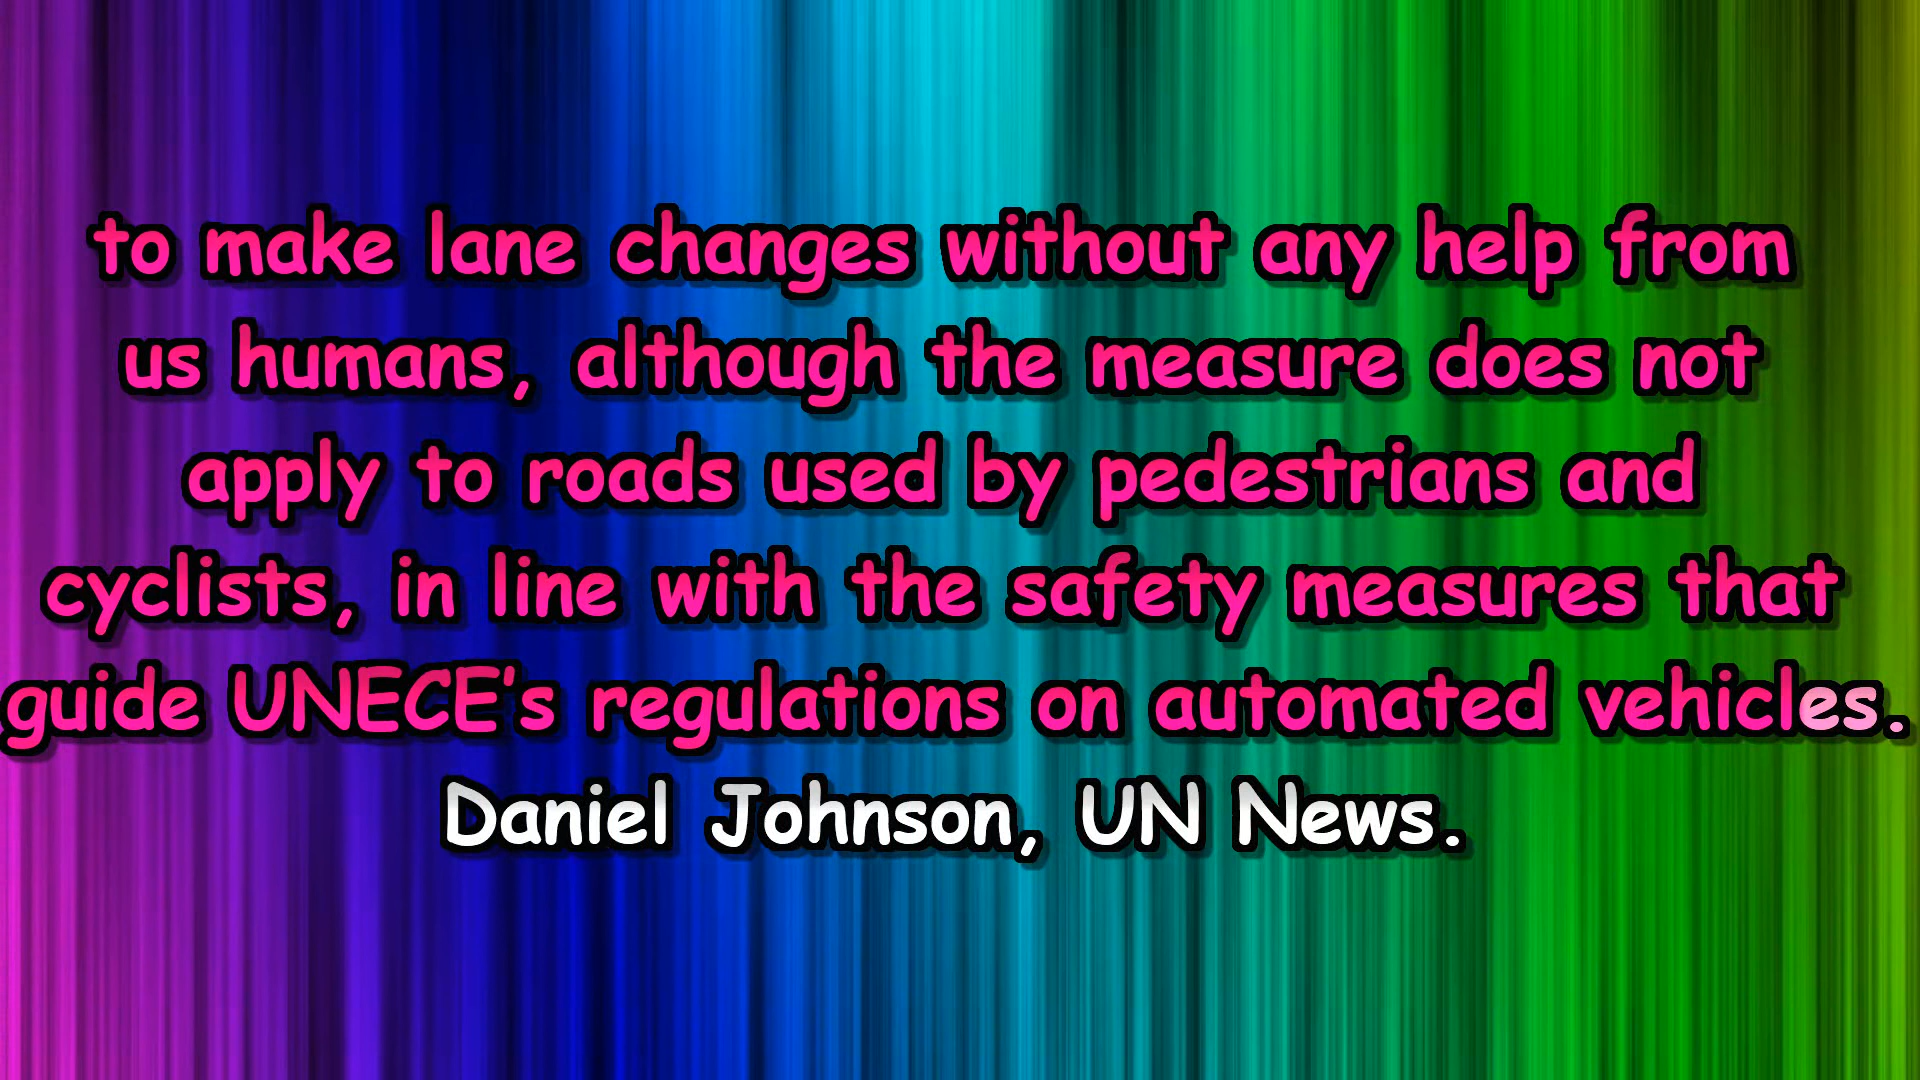 to make lane changes without any help from
us humans, although the measure does not
apply to roads used by pedestrians and
cyclists, in line with the safety measures that
guide UNECE's regulations on automated vehicles.
Daniel Johnson, UN News.